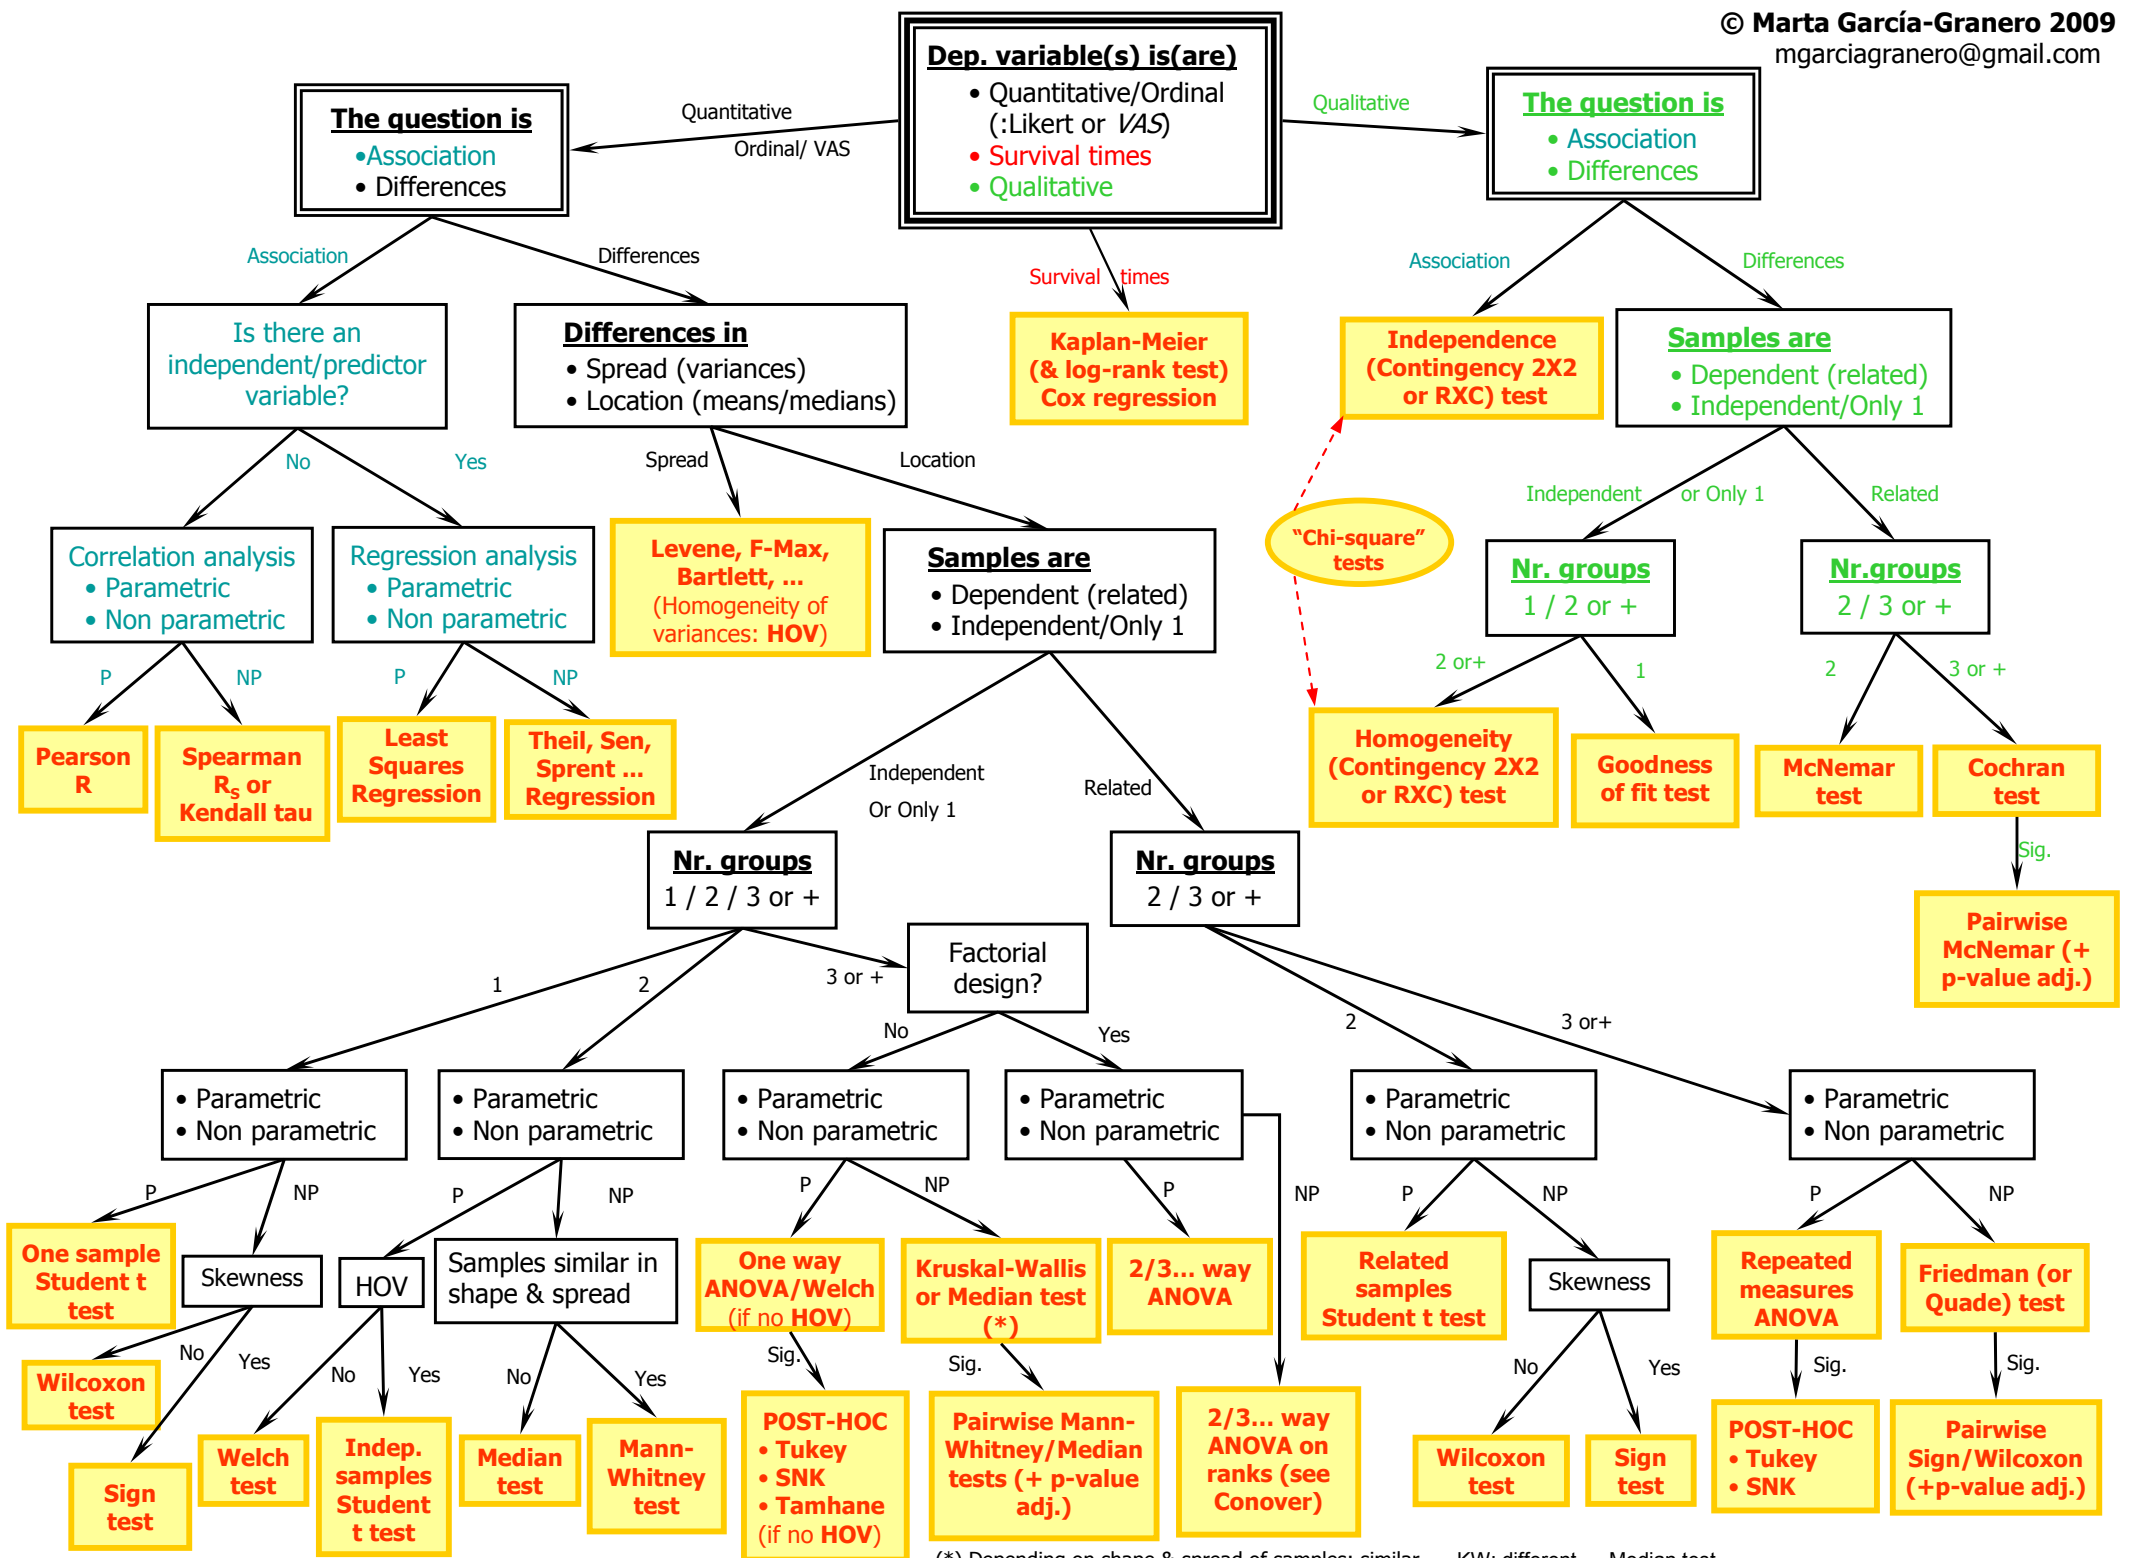 © Marta García-Granero 2009
mgarciagranero@gmail.com
Dep. variable(s) is(are)
• Quantitative/Ordinal
(:Likert or VAS)
• Survival times
• Qualitative
Quantitative
Ordinal/ VAS
Qualitative
The question is
•Association
• Differences
The question is
• Association
• Differences
Association
Differences
Survival times
Association
Differences
Is there an
independent/predictor
variable?
Differences in
• Spread (variances)
• Location (means/medians)
Kaplan-Meier
(& log-rank test)
Cox regression
Independence
(Contingency 2X2
or RXC) test
Samples are
• Dependent (related)
• Independent/Only 1
No
Yes
Spread
Location
Independent or Only 1
Related
Correlation analysis
• Parametric
• Non parametric
Regression analysis
• Parametric
• Non parametric
Levene, F-Max,
Bartlett, ...
(Homogeneity of
variances: HOV)
Samples are
• Dependent (related)
• Independent/Only 1
“Chi-square”
tests
Nr. groups
1 / 2 or +
Nr.groups
2 / 3 or +
P
NP
P
NP
2 or+
1
2
3 or +
Pearson
R
Spearman
RS or
Kendall tau
Least
Squares
Regression
Theil, Sen,
Sprent ...
Regression
Independent
Or Only 1
Related
Homogeneity
(Contingency 2X2
or RXC) test
Goodness
of fit test
McNemar
test
Cochran
test
Sig.
Pairwise
McNemar (+
p-value adj.)
Nr. groups
1 / 2 / 3 or +
Nr. groups
2 / 3 or +
1
2
3 or +
Factorial
design?
No
Yes
2
3 or+
• Parametric
• Non parametric
• Parametric
• Non parametric
• Parametric
• Non parametric
• Parametric
• Non parametric
• Parametric
• Non parametric
• Parametric
• Non parametric
P
NP
P
NP
P
NP
P
NP
P
NP
P
NP
One sample
Student t
test
Skewness
HOV
Samples similar in
shape & spread
One way
ANOVA/Welch
(if no HOV)
Kruskal-Wallis
or Median test
(*)
2/3... way
ANOVA
Related
samples
Student t test
Skewness
Repeated
measures
ANOVA
Friedman (or
Quade) test
No
Yes
No
Yes
No
Yes
Sig.
Sig.
No
Yes
Sig.
Sig.
Wilcoxon
test
Sign
test
Welch
test
Indep.
samples
Student
t test
Median
test
Mann-
Whitney
test
POST-HOC
• Tukey
• SNK
• Tamhane
(if no HOV)
Pairwise Mann-
Whitney/Median
tests (+ p-value
adj.)
2/3... way
ANOVA on
ranks (see
Conover)
Wilcoxon
test
Sign
test
POST-HOC
• Tukey
• SNK
Pairwise
Sign/Wilcoxon
(+p-value adj.)
(*) Depending on shape & spread of samples: similar KW; different Median test